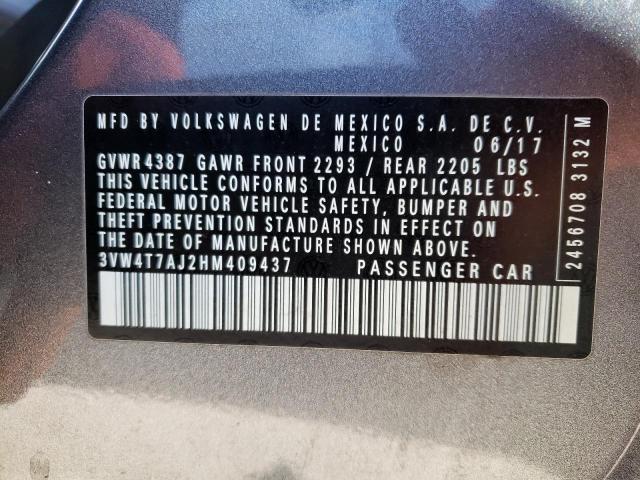 MFD BY VOLKSWAGEN DE MEXICO S.A. DE C.V.
MEXICO 06/17
GVWR 4387 GAWR FRONT 2293 / REAR 2205 LBS
THIS VEHICLE CONFORMS TO ALL APPLICABLE U.S.
FEDERAL MOTOR VEHICLE SAFETY, BUMPER AND
THEFT PREVENTION STANDARDS IN EFFECT ON
THE DATE OF MANUFACTURE SHOWN ABOVE.
3VW4T7AJ2HM409437 PASSENGER CAR
2456708 3132 M